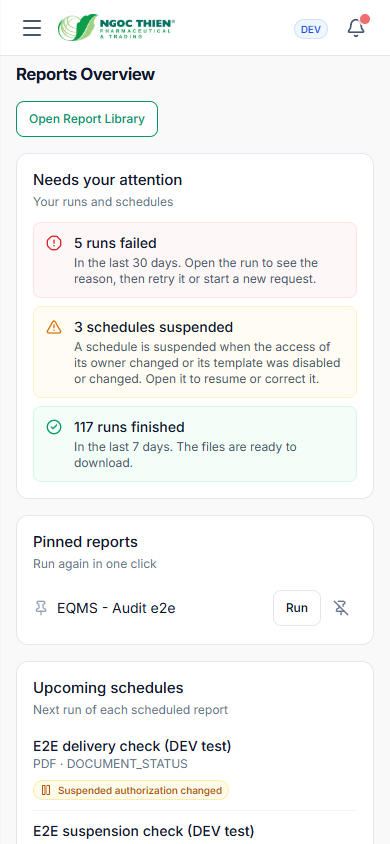 NGOC THIEN®
PHARMACEUTICAL
& TRADING
DEV
Reports Overview
Open Report Library
Needs your attention
Your runs and schedules
5 runs failed
In the last 30 days. Open the run to see the
reason, then retry it or start a new request.
3 schedules suspended
A schedule is suspended when the access of
its owner changed or its template was disabled
or changed. Open it to resume or correct it.
117 runs finished
In the last 7 days. The files are ready to
download.
Pinned reports
Run again in one click
EQMS - Audit e2e
Run
Upcoming schedules
Next run of each scheduled report
E2E delivery check (DEV test)
PDF · DOCUMENT_STATUS
Suspended authorization changed
E2E suspension check (DEV test)